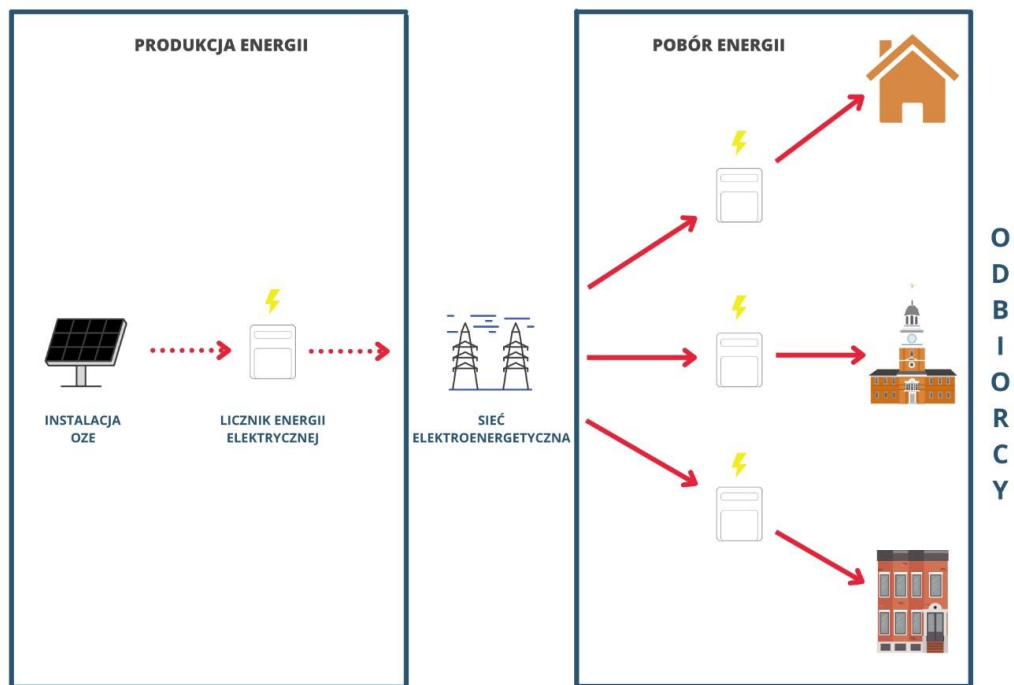 PRODUKCJA ENERGII
POBÓR ENERGII
INSTALACJA
OZE
LICZNIK ENERGII
ELEKTRYCZNEJ
SIEĆ
ELEKTROENERGETYCZNA
ODBIORCY